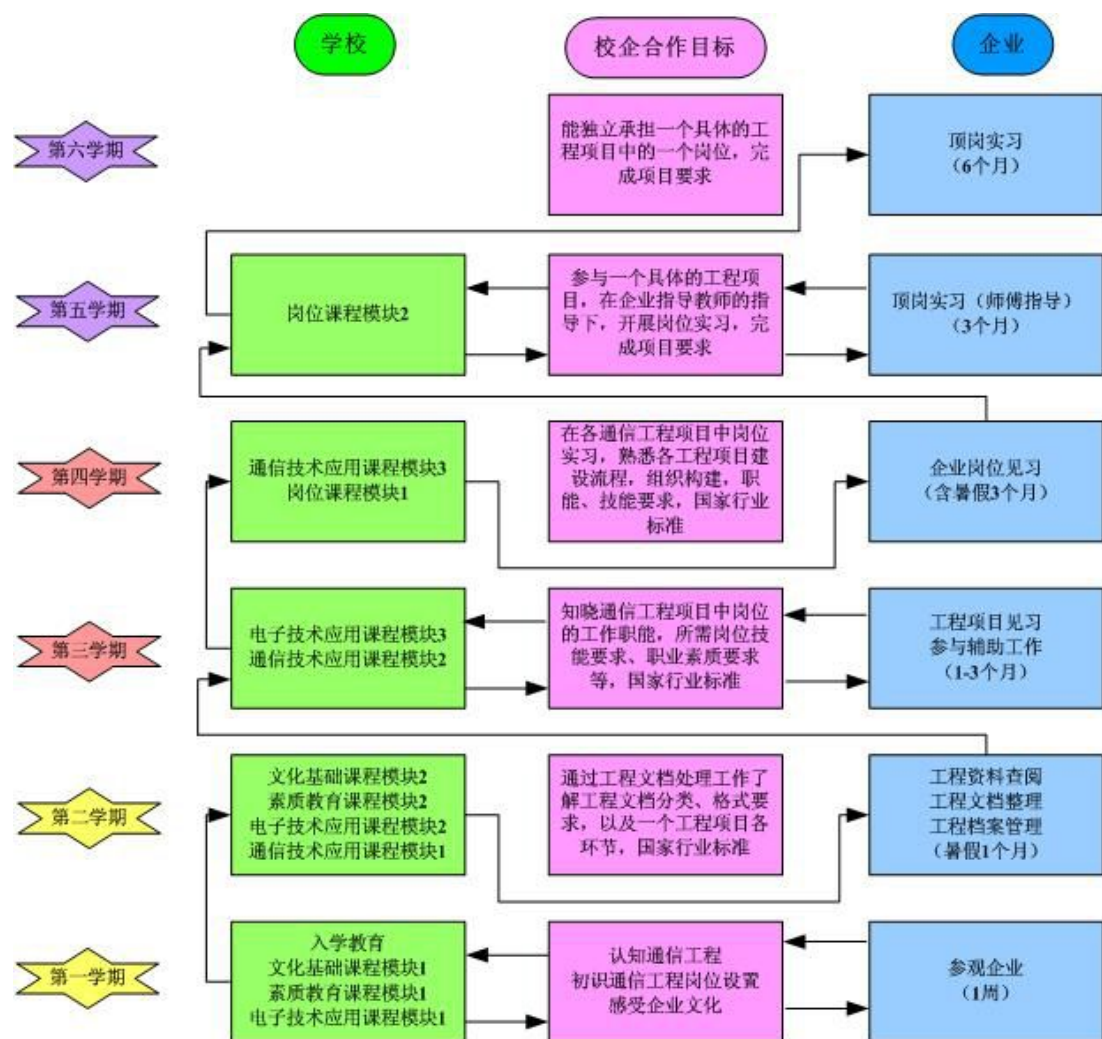 学校
校企合作目标
企业
第六学期
能独立承担一个具体的工
程项目中的一个岗位，完
成项目要求
顶岗实习
（6个月）
第五学期
岗位课程模块2
参与一个具体的工程项
目，在企业指导教师的指
导下，开展岗位实习，完
成项目要求
顶岗实习（师傅指导）
（3个月）
第四学期
通信技术应用课程模块3
岗位课程模块1
在各通信工程项目中岗位
实习，熟悉各工程项目建
设流程，组织构建，职
能、技能要求，国家行业
标准
企业岗位见习
（含暑假3个月）
第三学期
电子技术应用课程模块3
通信技术应用课程模块2
知晓通信工程项目中岗位
的工作职能，所需岗位技
能要求、职业素质要求
等，国家行业标准
工程项目见习
参与辅助工作
（1-3个月）
第二学期
文化基础课程模块2
素质教育课程模块2
电子技术应用课程模块2
通信技术应用课程模块1
通过工程文档处理工作了
解工程文档分类、格式要
求，以及一个工程项目各
环节，国家行业标准
工程资料查阅
工程文档整理
工程档案管理
（暑假1个月）
第一学期
入学教育
文化基础课程模块1
素质教育课程模块1
电子技术应用课程模块1
认知通信工程
初识通信工程岗位设置
感受企业文化
参观企业
（1周）